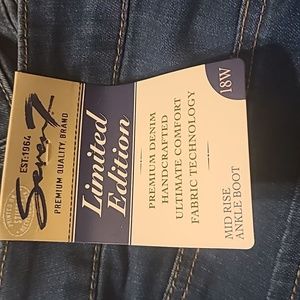 EST. 1964
Seven7
PREMIUM QUALITY. BRAND
Limited
Edition
PREMIUM DENIM
HANDCRAFTED
ULTIMATE COMFORT
FABRIC TECHNOLOGY
18W
MID RISE
ANKLE BOOT